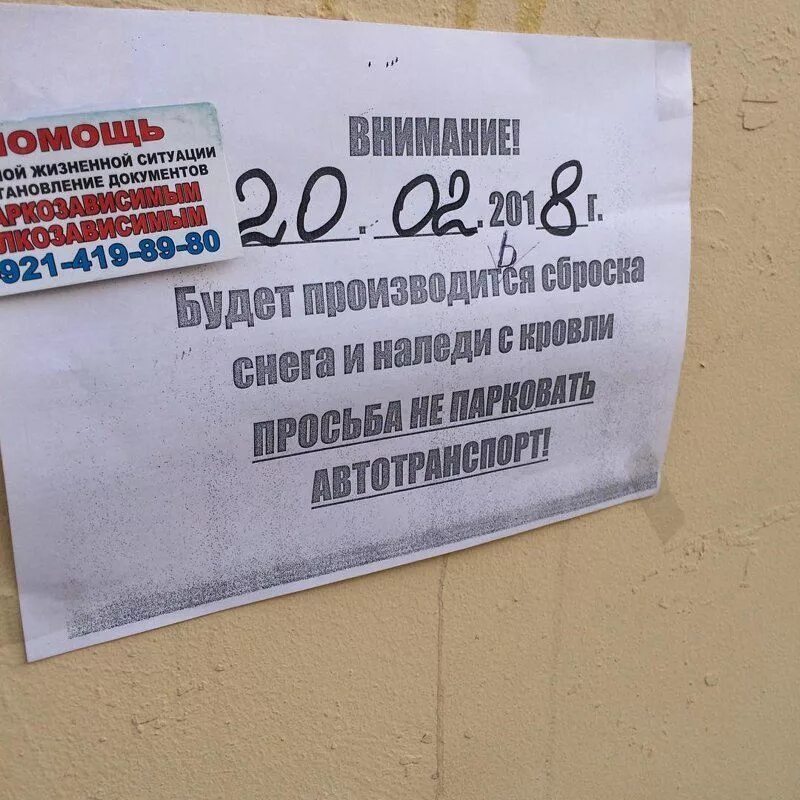 ПОМОЩЬ
ОЙ ЖИЗНЕННОЙ СИТУАЦИИ
ТАНОВЛЕНИЕ ДОКУМЕНТОВ
АРКОЗАВИСИМЫМ
ЛКОЗАВИСИМЫМ
921-419-89-80
ВНИМАНИЕ!
20.02.2018 г.
ь
Будет производится сброска
снега и наледи с кровли
ПРОСЬБА НЕ ПАРКОВАТЬ
АВТОТРАНСПОРТ!